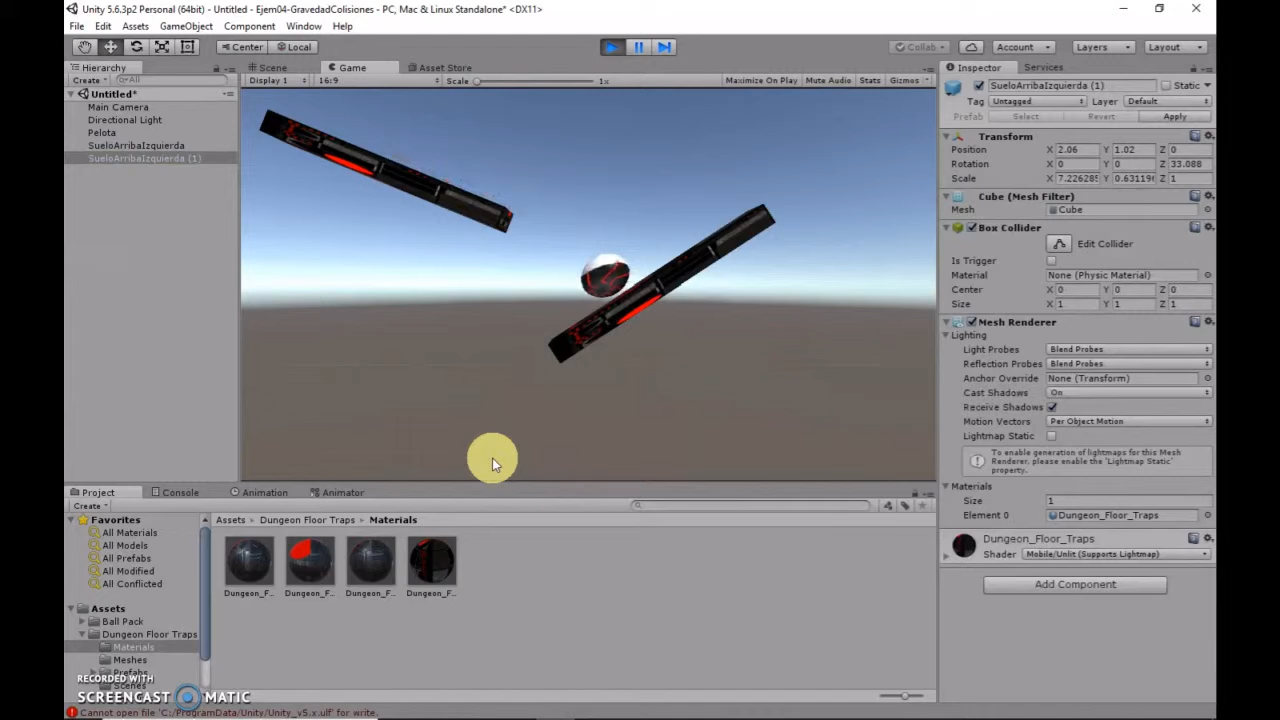 Unity 5.6.3p2 Personal (64bit) - Untitled - Ejem04-GravedadColisiones - PC, Mac & Linux Standalone* <DX11>
File Edit Assets GameObject Component Window Help
Center Local Collab Account Layers Layout
Hierarchy Scene Game Asset Store Inspector Services
Create All Display 1 16:9 Scale 1x Maximize On Play Mute Audio Stats Gizmos
SueloArribaIzquierda (1) Static
Untitled*
Tag Untagged Layer Default
Main Camera
Prefab Select Revert Apply
Directional Light
Pelota
Transform
SueloArribaIzquierda
Position X 2.06 Y 1.02 Z 0
SueloArribaIzquierda (1)
Rotation X 0 Y 0 Z 33.088
Scale X 7.226285 Y 0.63119 Z 1
Cube (Mesh Filter)
Mesh Cube
Box Collider
Edit Collider
Is Trigger
Material None (Physic Material)
Center X 0 Y 0 Z 0
Size X 1 Y 1 Z 1
Mesh Renderer
Lighting
Light Probes Blend Probes
Reflection Probes Blend Probes
Anchor Override None (Transform)
Cast Shadows On
Receive Shadows
Motion Vectors Per Object Motion
Lightmap Static
To enable generation of lightmaps for this Mesh
Renderer, please enable the 'Lightmap Static'
property.
Materials
Size 1
Element 0 Dungeon_Floor_Traps
Dungeon_Floor_Traps
Shader Mobile/Unlit (Supports Lightmap)
Add Component
Project Console Animation Animator
Create
Favorites
All Materials
All Models
All Prefabs
All Modified
All Conflicted
Assets
Ball Pack
Dungeon Floor Traps
Materials
Meshes
Prefabs
Scenes
Assets Dungeon Floor Traps Materials
Dungeon_F... Dungeon_F... Dungeon_F... Dungeon_F...
RECORDED WITH
SCREENCAST MATIC
Cannot open file 'C:/ProgramData/Unity/Unity_v5.x.ulf' for write.